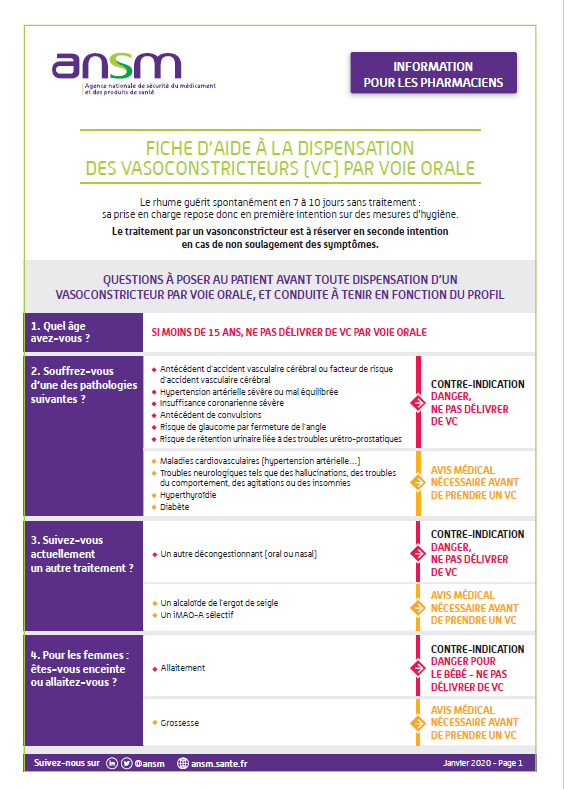 ansm
Agence nationale de sécurité du médicament
et des produits de santé
INFORMATION
POUR LES PHARMACIENS
FICHE D'AIDE À LA DISPENSATION
DES VASOCONSTRICTEURS (VC) PAR VOIE ORALE
Le rhume guérit spontanément en 7 à 10 jours sans traitement :
sa prise en charge repose donc en première intention sur des mesures d'hygiène.
Le traitement par un vasonconstricteur est à réserver en seconde intention
en cas de non soulagement des symptômes.
QUESTIONS À POSER AU PATIENT AVANT TOUTE DISPENSATION D'UN
VASOCONSTRICTEUR PAR VOIE ORALE, ET CONDUITE À TENIR EN FONCTION DU PROFIL
1. Quel âge
avez-vous ?
SI MOINS DE 15 ANS, NE PAS DÉLIVRER DE VC PAR VOIE ORALE
2. Souffrez-vous
d'une des pathologies
suivantes ?
Antécédent d'accident vasculaire cérébral ou facteur de risque
d'accident vasculaire cérébral
Hypertension artérielle sévère ou mal équilibrée
Insuffisance coronarienne sévère
Antécédent de convulsions
Risque de glaucome par fermeture de l'angle
Risque de rétention urinaire liée à des troubles urétro-prostatiques
CONTRE-INDICATION
DANGER,
NE PAS DÉLIVRER
DE VC
Maladies cardiovasculaires (hypertension artérielle...)
Troubles neurologiques tels que des hallucinations, des troubles
du comportement, des agitations ou des insomnies
Hyperthyroïdie
Diabète
AVIS MÉDICAL
NÉCESSAIRE AVANT
DE PRENDRE UN VC
3. Suivez-vous
actuellement
un autre traitement ?
Un autre décongestionnant (oral ou nasal)
CONTRE-INDICATION
DANGER,
NE PAS DÉLIVRER
DE VC
Un alcaloïde de l'ergot de seigle
Un iMAO-A sélectif
AVIS MÉDICAL
NÉCESSAIRE AVANT
DE PRENDRE UN VC
4. Pour les femmes :
êtes-vous enceinte
ou allaitez-vous ?
Allaitement
CONTRE-INDICATION
DANGER POUR
LE BÉBÉ - NE PAS
DÉLIVRER DE VC
Grossesse
AVIS MÉDICAL
NÉCESSAIRE AVANT
DE PRENDRE UN VC
Suivez-nous sur in @ansm ansm.sante.fr
Janvier 2020 - Page 1